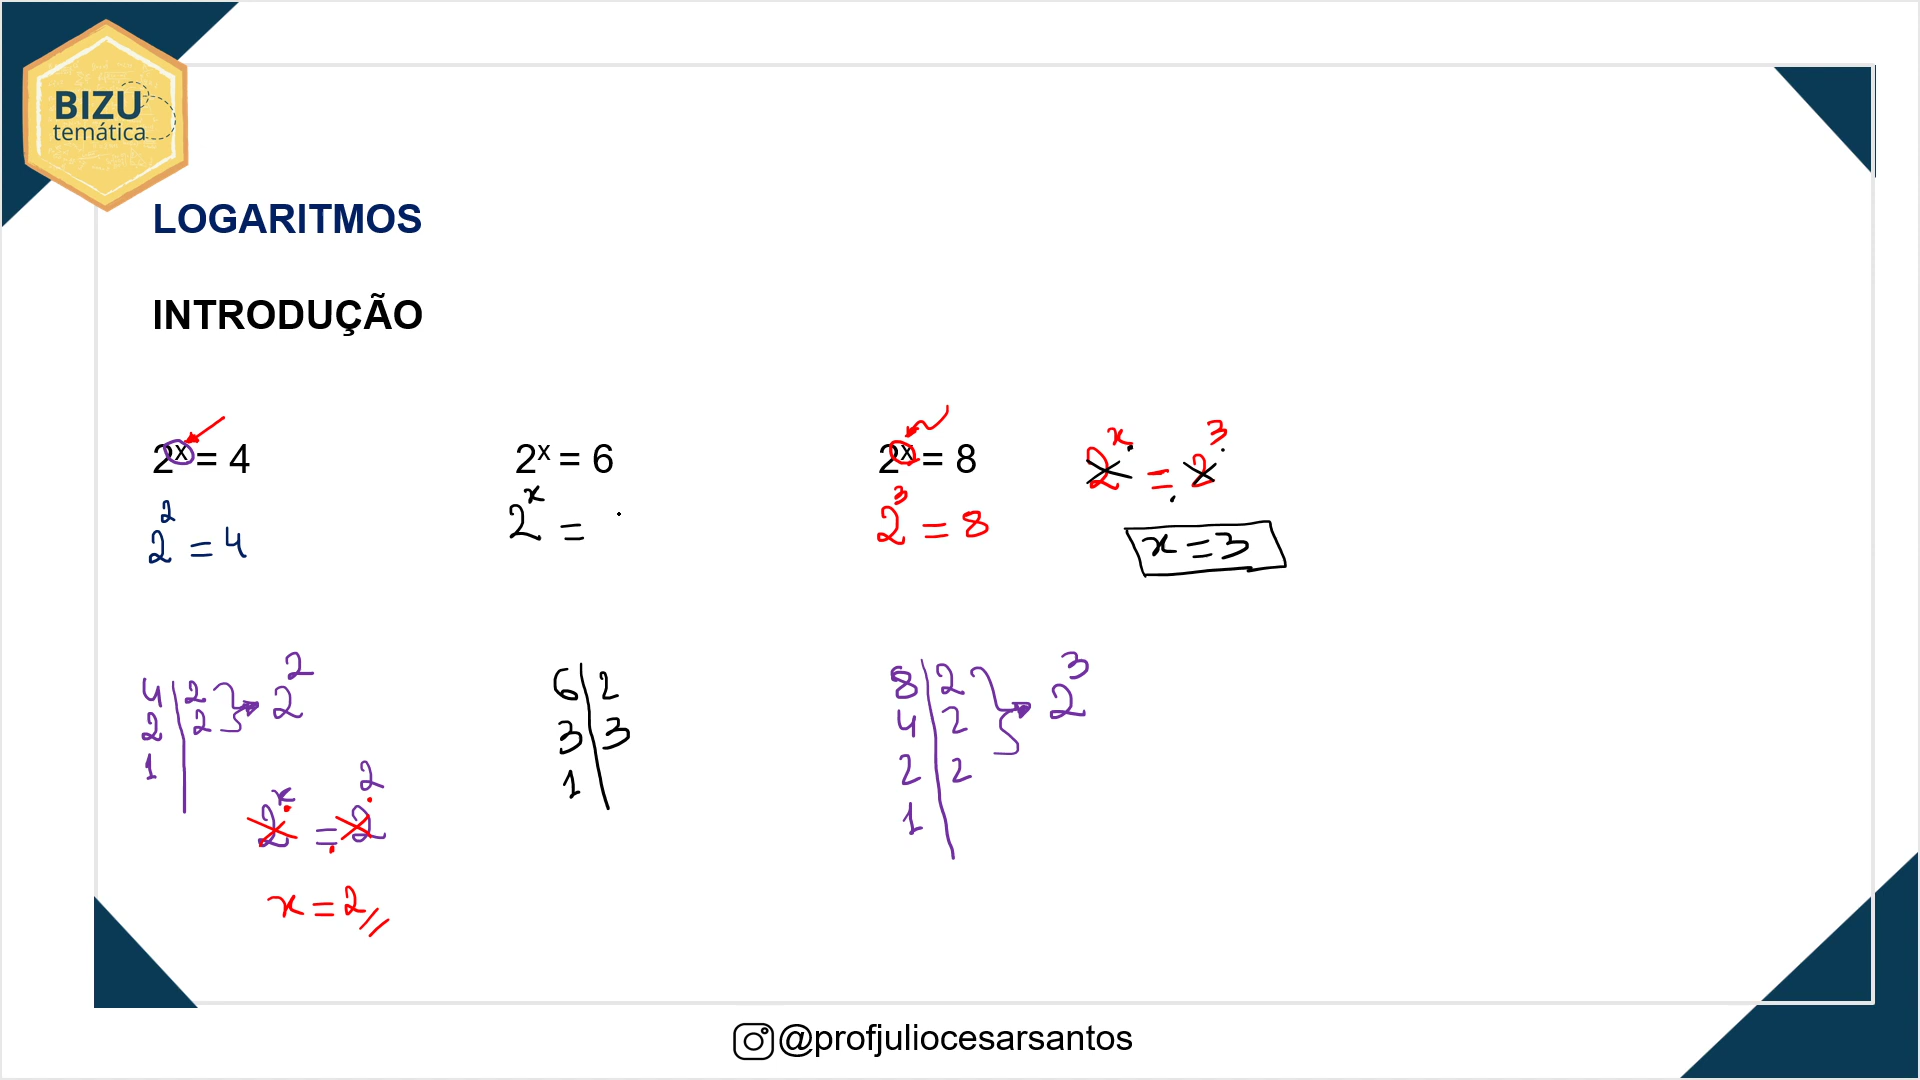 BIZU
temática
LOGARITMOS
INTRODUÇÃO
2ˣ = 4
2² = 4
4 | 2
2 | 2
1
2²
2ˣ = 2²
x = 2
2ˣ = 6
2ˣ =
6 | 2
3 | 3
1
2ˣ = 8
2³ = 8
2ˣ = 2³
x = 3
8 | 2
4 | 2
2 | 2
1
2³
@profjuliocesarsantos